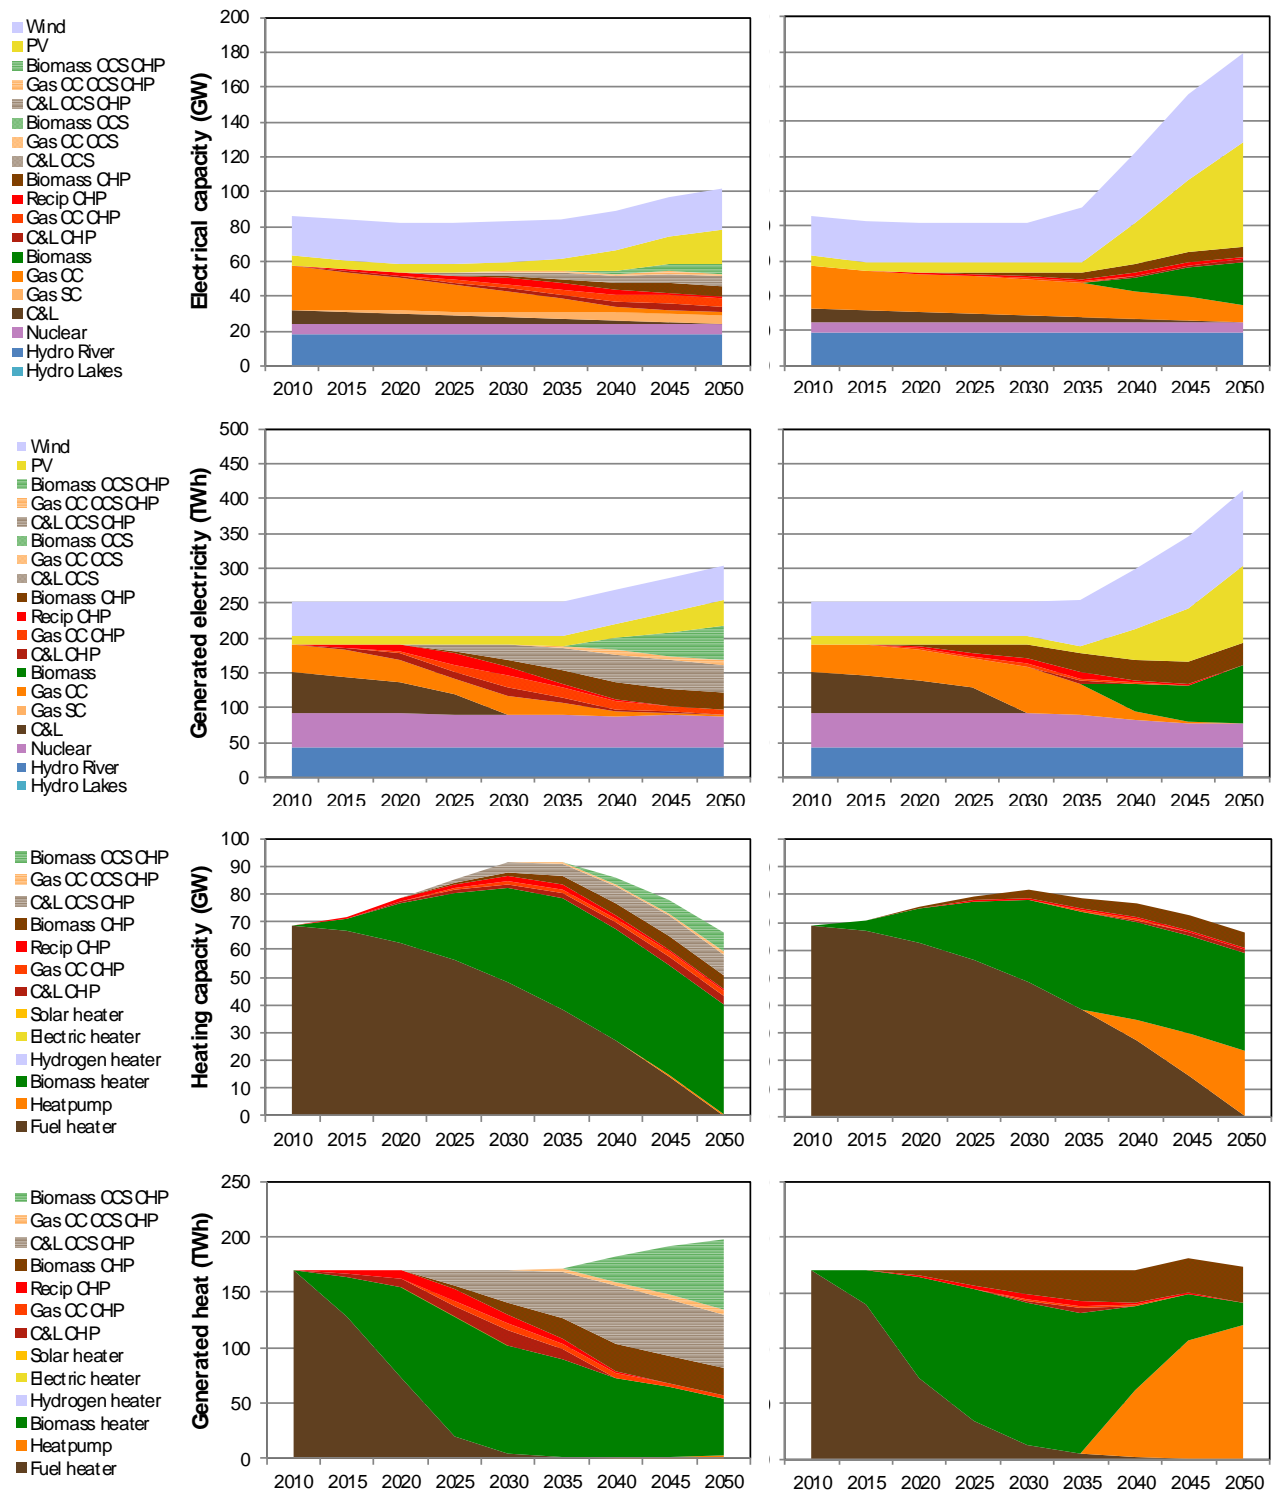 Wind
PV
Biomass CCS CHP
Gas CC CCS CHP
C&L CCS CHP
Biomass CCS
Gas CC CCS
C&L CCS
Biomass CHP
Recip CHP
Gas CC CHP
C&L CHP
Biomass
Gas CC
Gas SC
C&L
Nuclear
Hydro River
Hydro Lakes
Electrical capacity (GW)
200
180
160
140
120
100
80
60
40
20
0
2010 2015 2020 2025 2030 2035 2040 2045 2050
2010 2015 2020 2025 2030 2035 2040 2045 2050
Wind
PV
Biomass CCS CHP
Gas CC CCS CHP
C&L CCS CHP
Biomass CCS
Gas CC CCS
C&L CCS
Biomass CHP
Recip CHP
Gas CC CHP
C&L CHP
Biomass
Gas CC
Gas SC
C&L
Nuclear
Hydro River
Hydro Lakes
Generated electricity (TWh)
500
450
400
350
300
250
200
150
100
50
0
2010 2015 2020 2025 2030 2035 2040 2045 2050
2010 2015 2020 2025 2030 2035 2040 2045 2050
Biomass CCS CHP
Gas CC CCS CHP
C&L CCS CHP
Biomass CHP
Recip CHP
Gas CC CHP
C&L CHP
Solar heater
Electric heater
Hydrogen heater
Biomass heater
Heat pump
Fuel heater
Heating capacity (GW)
100
90
80
70
60
50
40
30
20
10
0
2010 2015 2020 2025 2030 2035 2040 2045 2050
2010 2015 2020 2025 2030 2035 2040 2045 2050
Biomass CCS CHP
Gas CC CCS CHP
C&L CCS CHP
Biomass CHP
Recip CHP
Gas CC CHP
C&L CHP
Solar heater
Electric heater
Hydrogen heater
Biomass heater
Heat pump
Fuel heater
Generated heat (TWh)
250
200
150
100
50
0
2010 2015 2020 2025 2030 2035 2040 2045 2050
2010 2015 2020 2025 2030 2035 2040 2045 2050